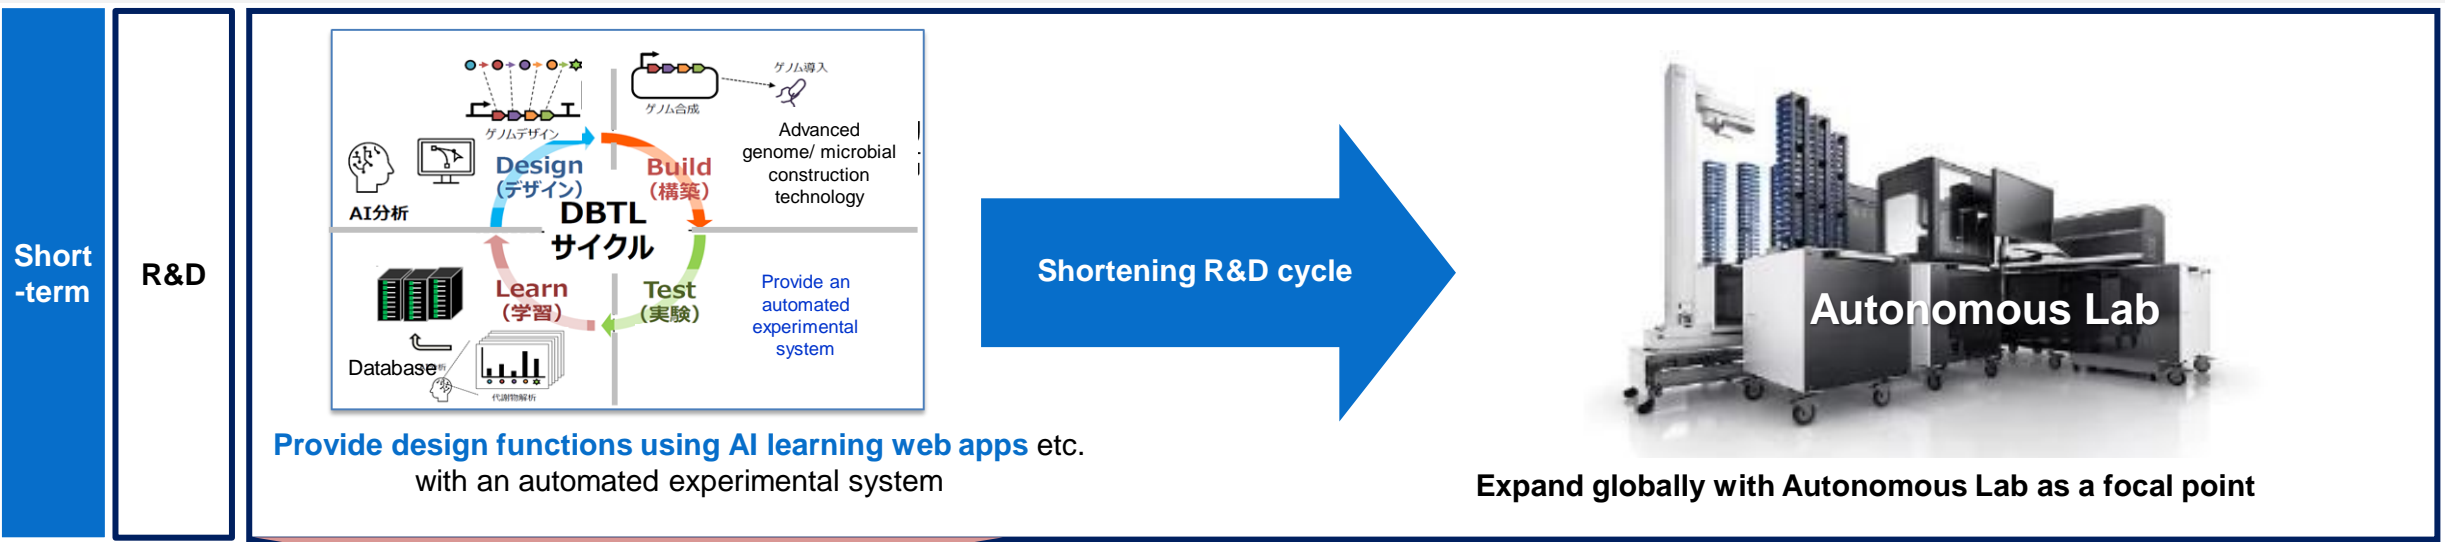 Short
-term
R&D
ゲノムデザイン
ゲノム合成
ゲノム導入
Advanced
genome/ microbial
construction
technology
AI分析
Design
(デザイン)
Build
(構築)
DBTL
サイクル
Learn
(学習)
Test
(実験)
Provide an
automated
experimental
system
Database
代謝物解析
Provide design functions using AI learning web apps etc.
with an automated experimental system
Shortening R&D cycle
Autonomous Lab
Expand globally with Autonomous Lab as a focal point